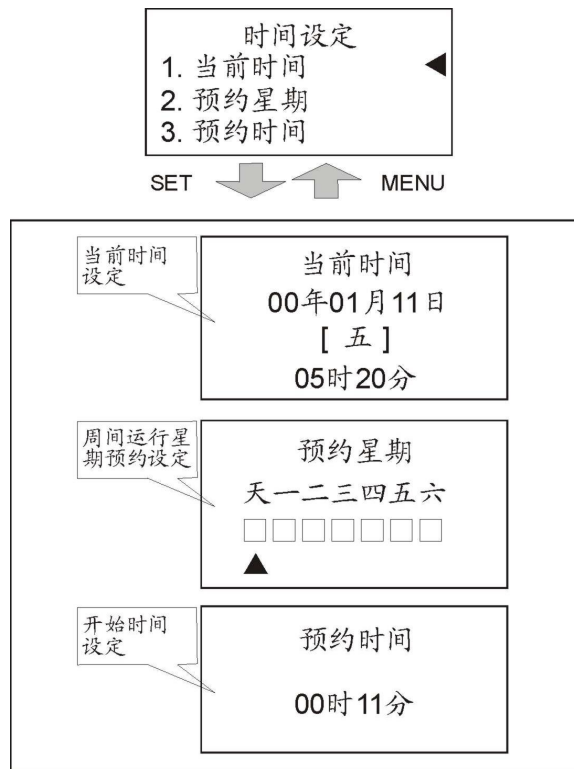 时间设定
1. 当前时间
2. 预约星期
3. 预约时间
SET
MENU
当前时间
设定
当前时间
00年01月11日
[ 五 ]
05时20分
周间运行星
期预约设定
预约星期
天一二三四五六
开始时间
设定
预约时间
00时11分